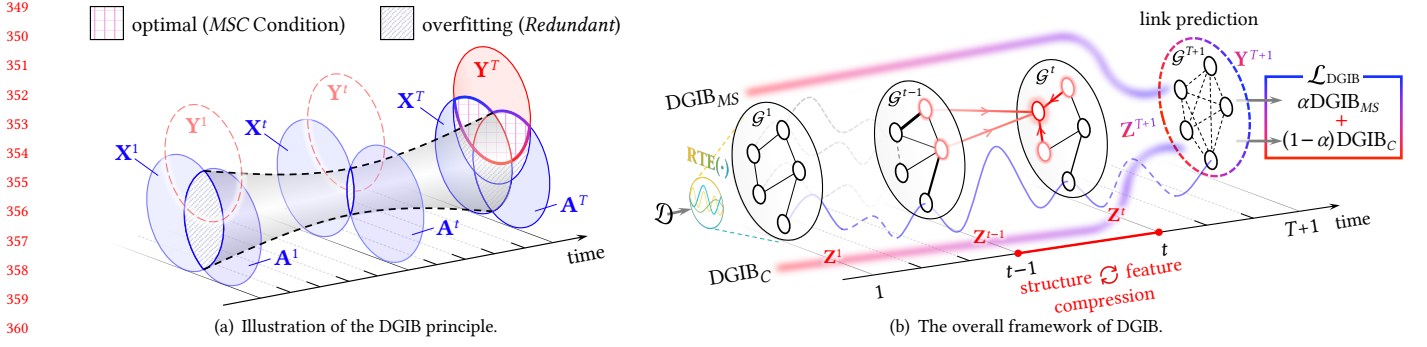 349
350
351
352
353
354
355
356
357
358
359
360
optimal (MSC Condition)
overfitting (Redundant)
Y^1
X^1
A^1
Y^t
X^t
A^t
Y^T
X^T
A^T
time
(a) Illustration of the DGIB principle.
link prediction
DGIB_MS
𝒢^1
𝒢^{t−1}
𝒢^t
𝒢^{T+1}
Y^{T+1}
Z^{T+1}
ℒ_DGIB
αDGIB_MS
+
(1−α)DGIB_C
RTE(·)
𝓓
DGIB_C
Z^1
Z^{t−1}
Z^t
1
t−1
t
T+1
time
structure feature
compression
(b) The overall framework of DGIB.